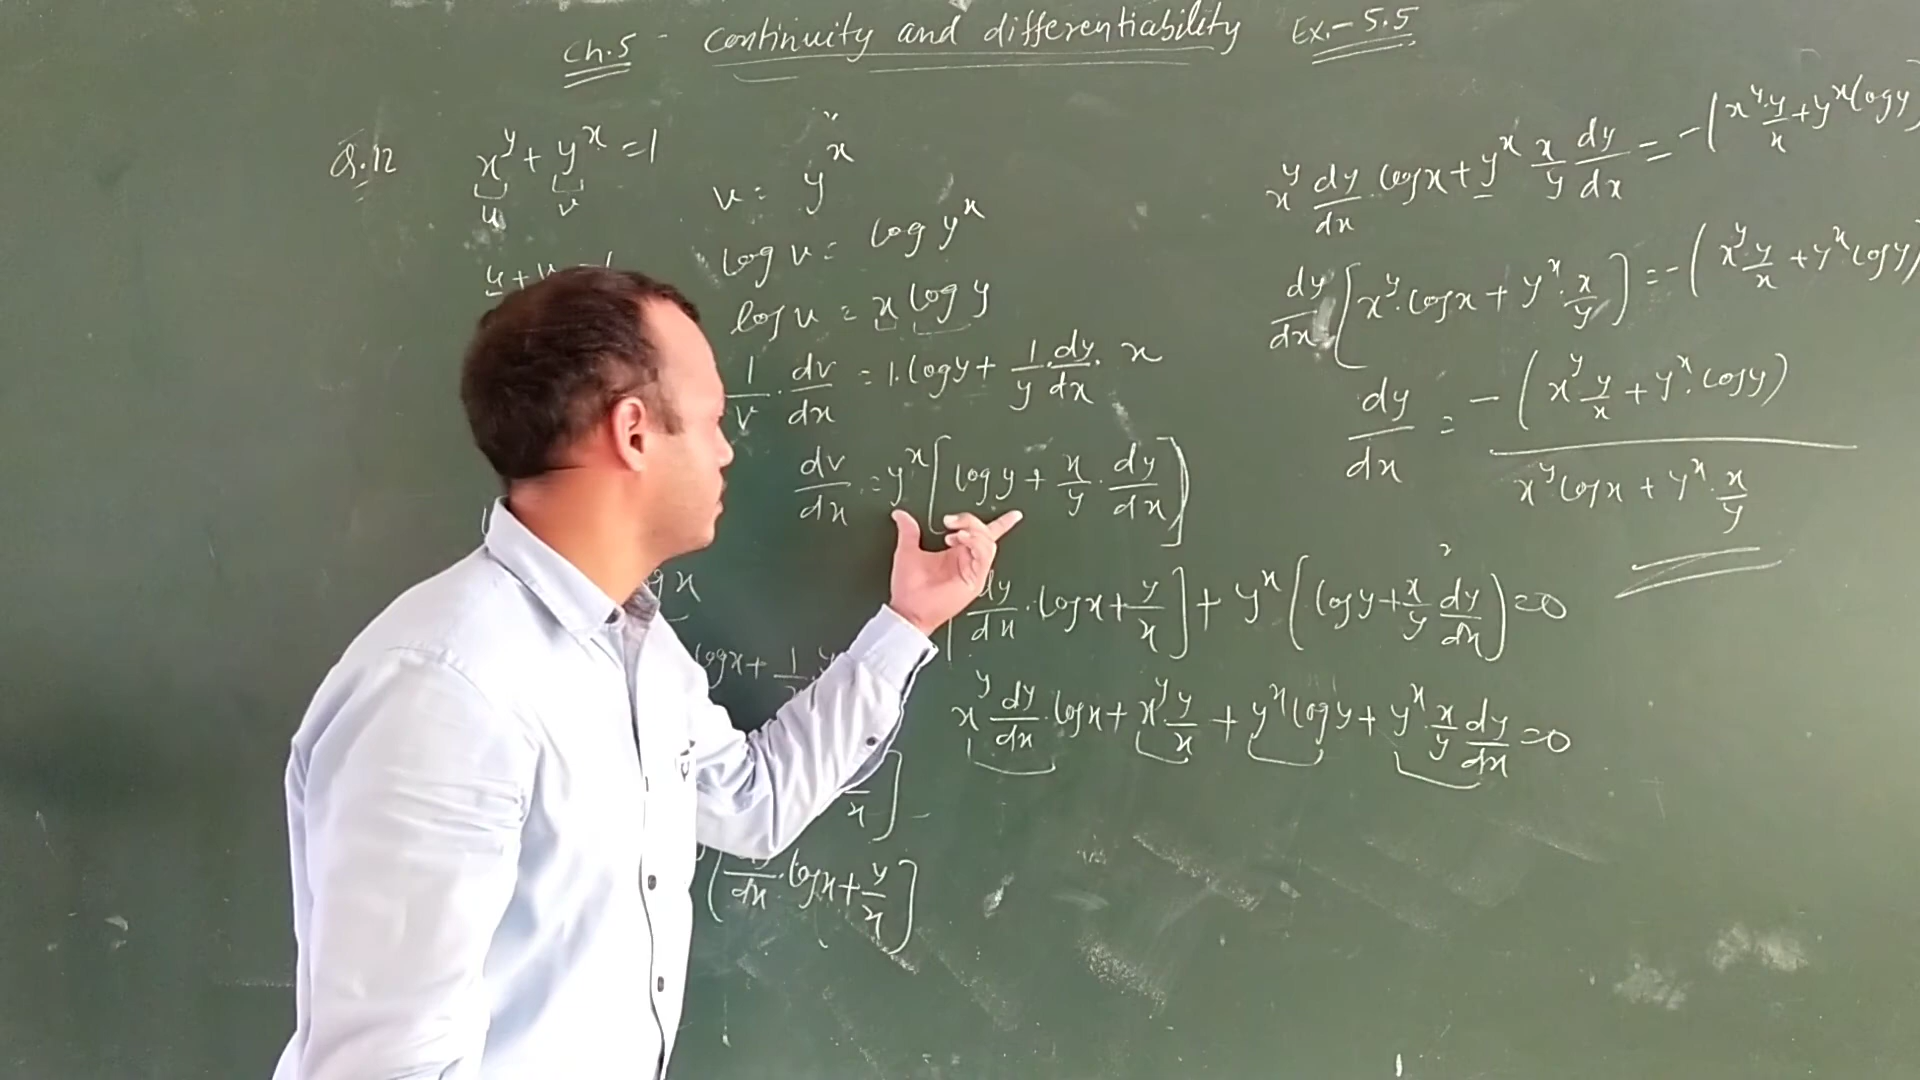 Ch.5 - Continuity and differentiability Ex.-5.5
Q.12 x^y + y^x = 1
u v
u + v = 1
v = y^x
log v = log y^x
log v = x log y
1/v . dv/dx = 1. log y + 1/y . dy/dx . x
dv/dx = y^x [log y + x/y . dy/dx]
log x
log x + 1/x . y
/x]
[dy/dx . log x + y/x]
[dy/dx . log x + y/x] + y^x [log y + x/y dy/dx] = 0
x^y dy/dx . log x + x^y . y/x + y^x log y + y^x . x/y dy/dx = 0
x^y dy/dx . log x + y^x x/y dy/dx = -(x^y . y/x + y^x log y)
dy/dx [x^y . log x + y^x . x/y] = -(x^y . y/x + y^x log y)
dy/dx = -(x^y y/x + y^x . log y) / x^y log x + y^x . x/y